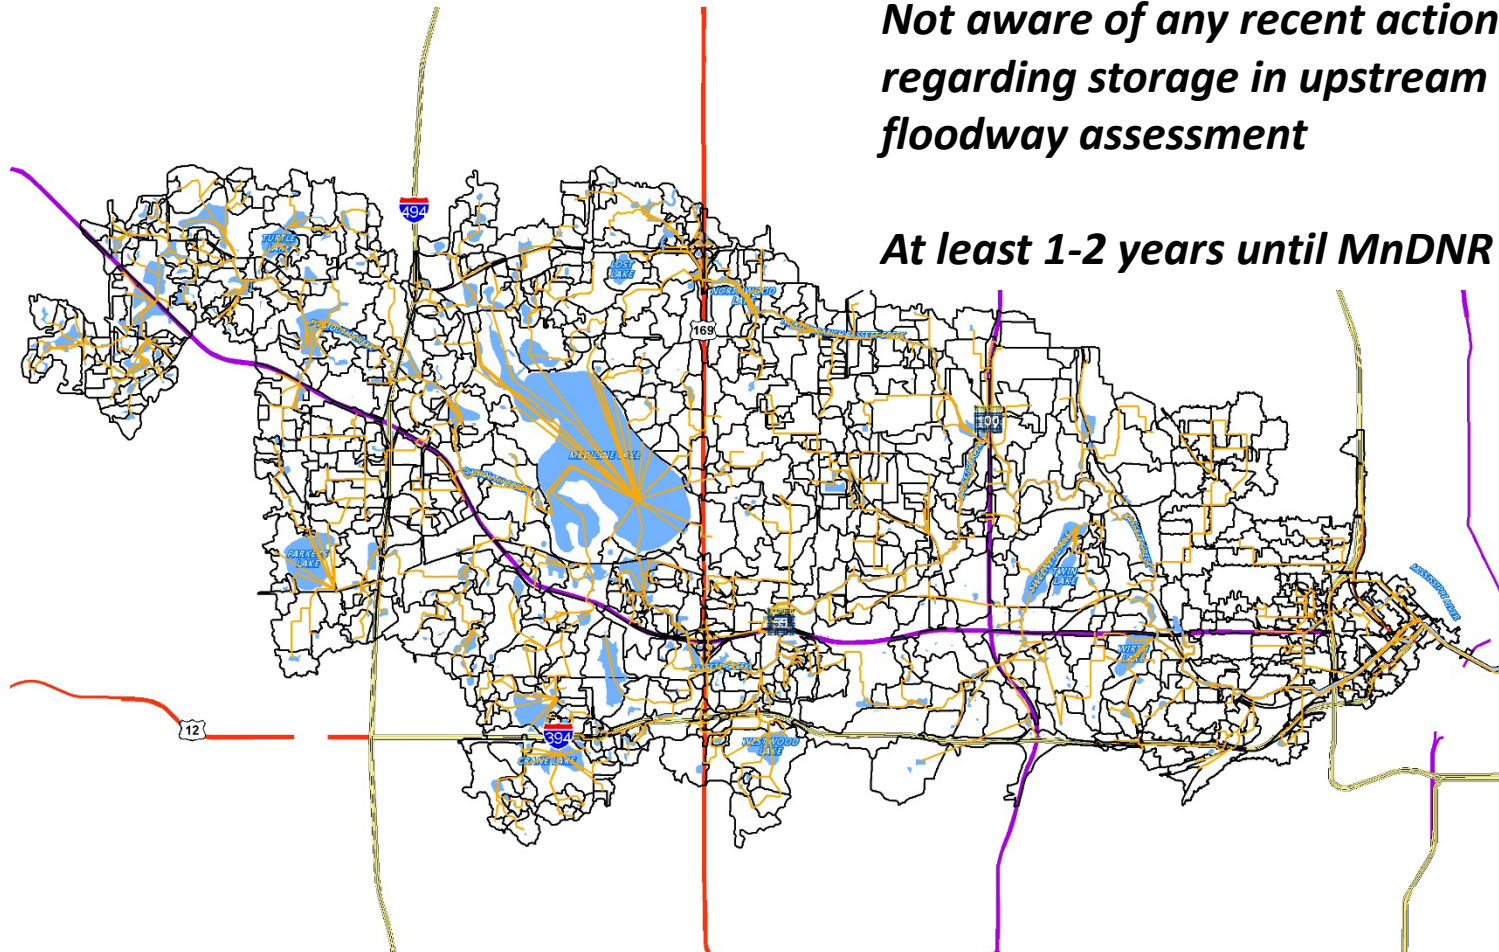 Not aware of any recent action
regarding storage in upstream
floodway assessment
At least 1-2 years until MnDNR
494
TURTLE
LAKE
LOST
LAKE
169
100
MEDICINE LAKE
PARKERS
LAKE
TWIN
LAKE
MISSISSIPPI RIVER
55
WIRTH
LAKE
12
394
CRANE LAKE
WESTWOOD
LAKE